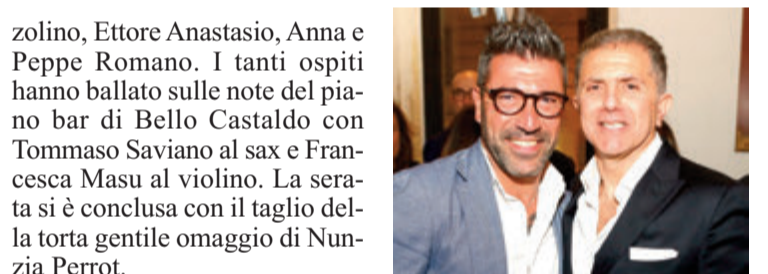 zolino, Ettore Anastasio, Anna e
Peppe Romano. I tanti ospiti
hanno ballato sulle note del pia-
no bar di Bello Castaldo con
Tommaso Saviano al sax e Fran-
cesca Masu al violino. La sera-
ta si è conclusa con il taglio del-
la torta gentile omaggio di Nun-
zia Perrot.